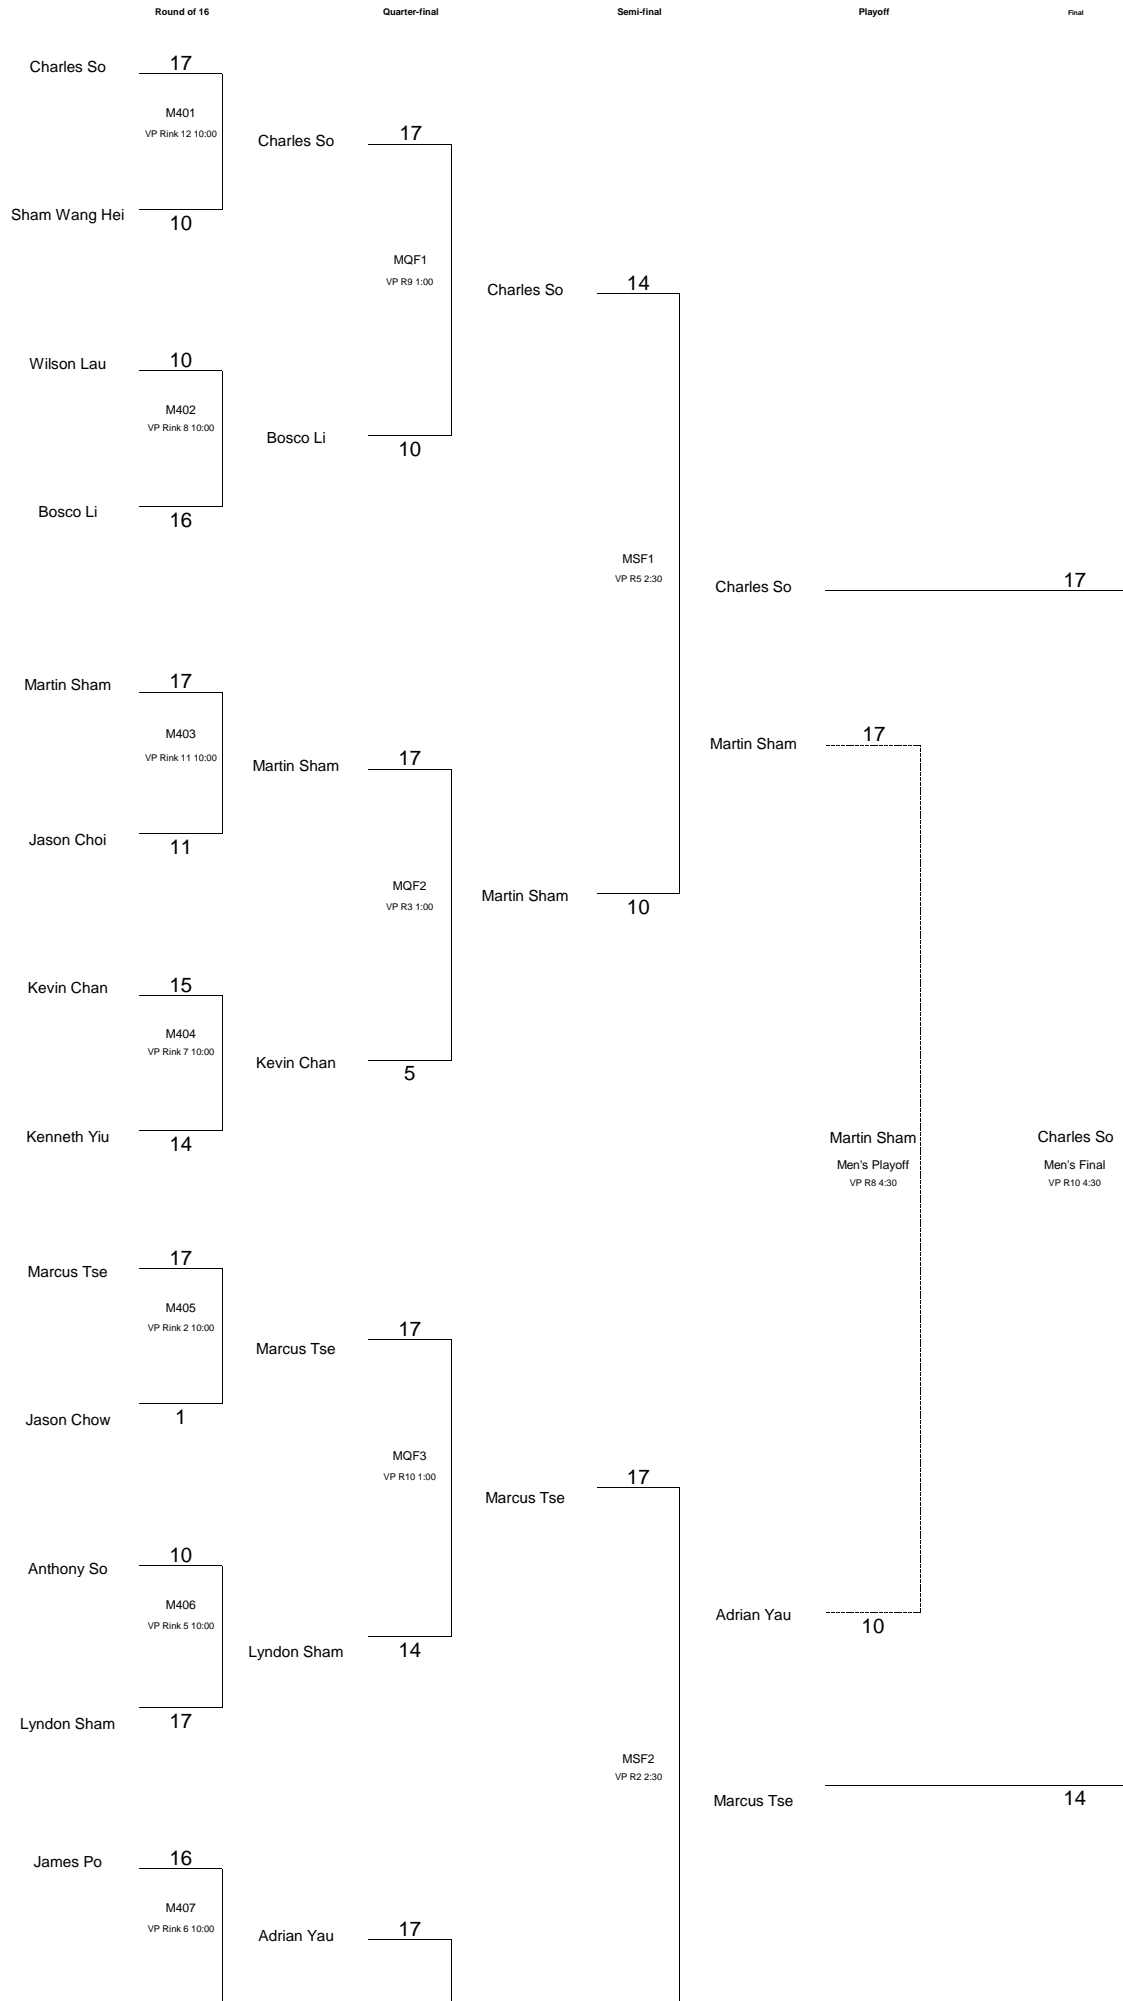 Round of 16 Quarter-final Semi-final Playoff Final
Charles So 17
M401
VP Rink 12 10:00
Charles So 17
Sham Wang Hei 10
MQF1
VP R9 1:00
Charles So 14
Wilson Lau 10
M402
VP Rink 8 10:00
Bosco Li 10
Bosco Li 16
MSF1
VP R5 2:30
Charles So 17
Martin Sham 17
M403
VP Rink 11 10:00
Martin Sham 17
Martin Sham 17
Jason Choi 11
MQF2
VP R3 1:00
Martin Sham 10
Kevin Chan 15
M404
VP Rink 7 10:00
Kevin Chan 5
Kenneth Yiu 14
Martin Sham Charles So
Men's Playoff Men's Final
VP R8 4:30 VP R10 4:30
Marcus Tse 17
M405
VP Rink 2 10:00
Marcus Tse 17
Jason Chow 1
MQF3
VP R10 1:00
Marcus Tse 17
Anthony So 10
M406
VP Rink 5 10:00
Adrian Yau 10
Lyndon Sham 14
Lyndon Sham 17
MSF2
VP R2 2:30
Marcus Tse 14
James Po 16
M407
VP Rink 6 10:00
Adrian Yau 17